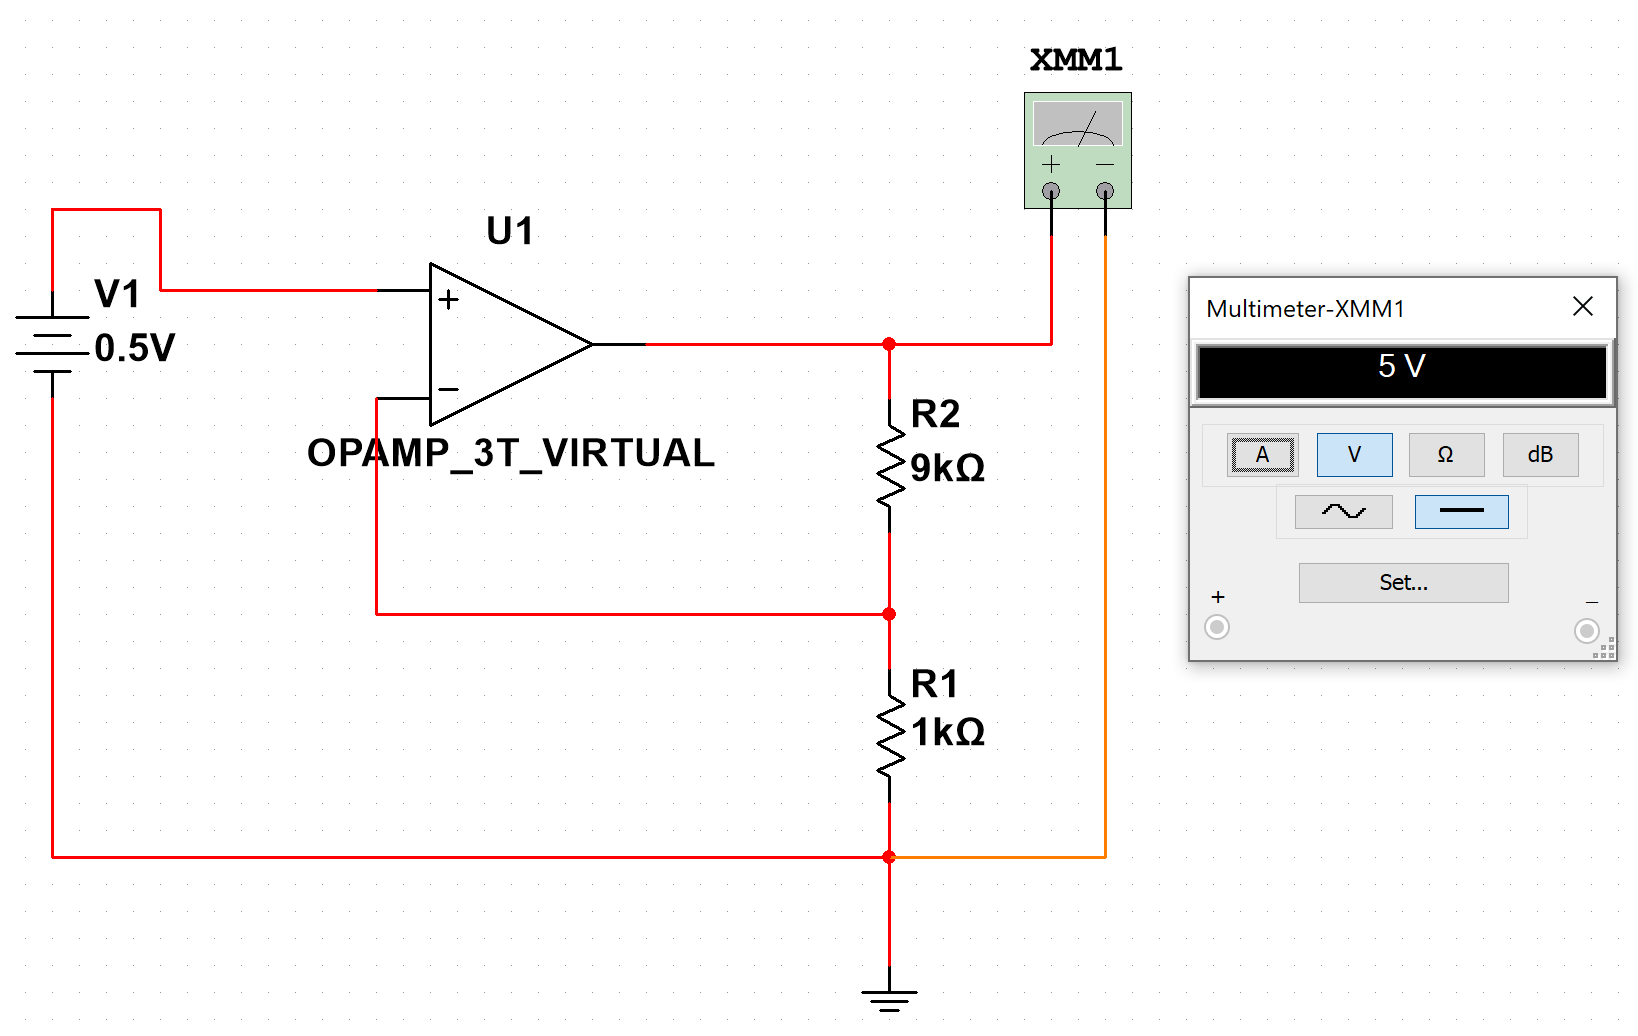 XMM1
+ −
U1
V1
0.5V
+
−
OPAMP_3T_VIRTUAL
R2
9kΩ
R1
1kΩ
Multimeter-XMM1
5 V
A V Ω dB
Set...
+ −